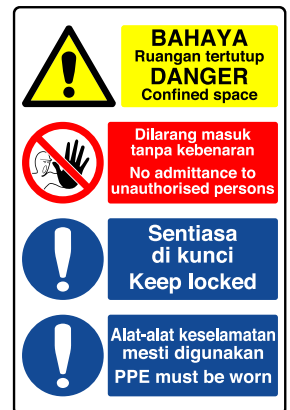 BAHAYA
Ruangan tertutup
DANGER
Confined space
Dilarang masuk
tanpa kebenaran
No admittance to
unauthorised persons
Sentiasa
di kunci
Keep locked
Alat-alat keselamatan
mesti digunakan
PPE must be worn